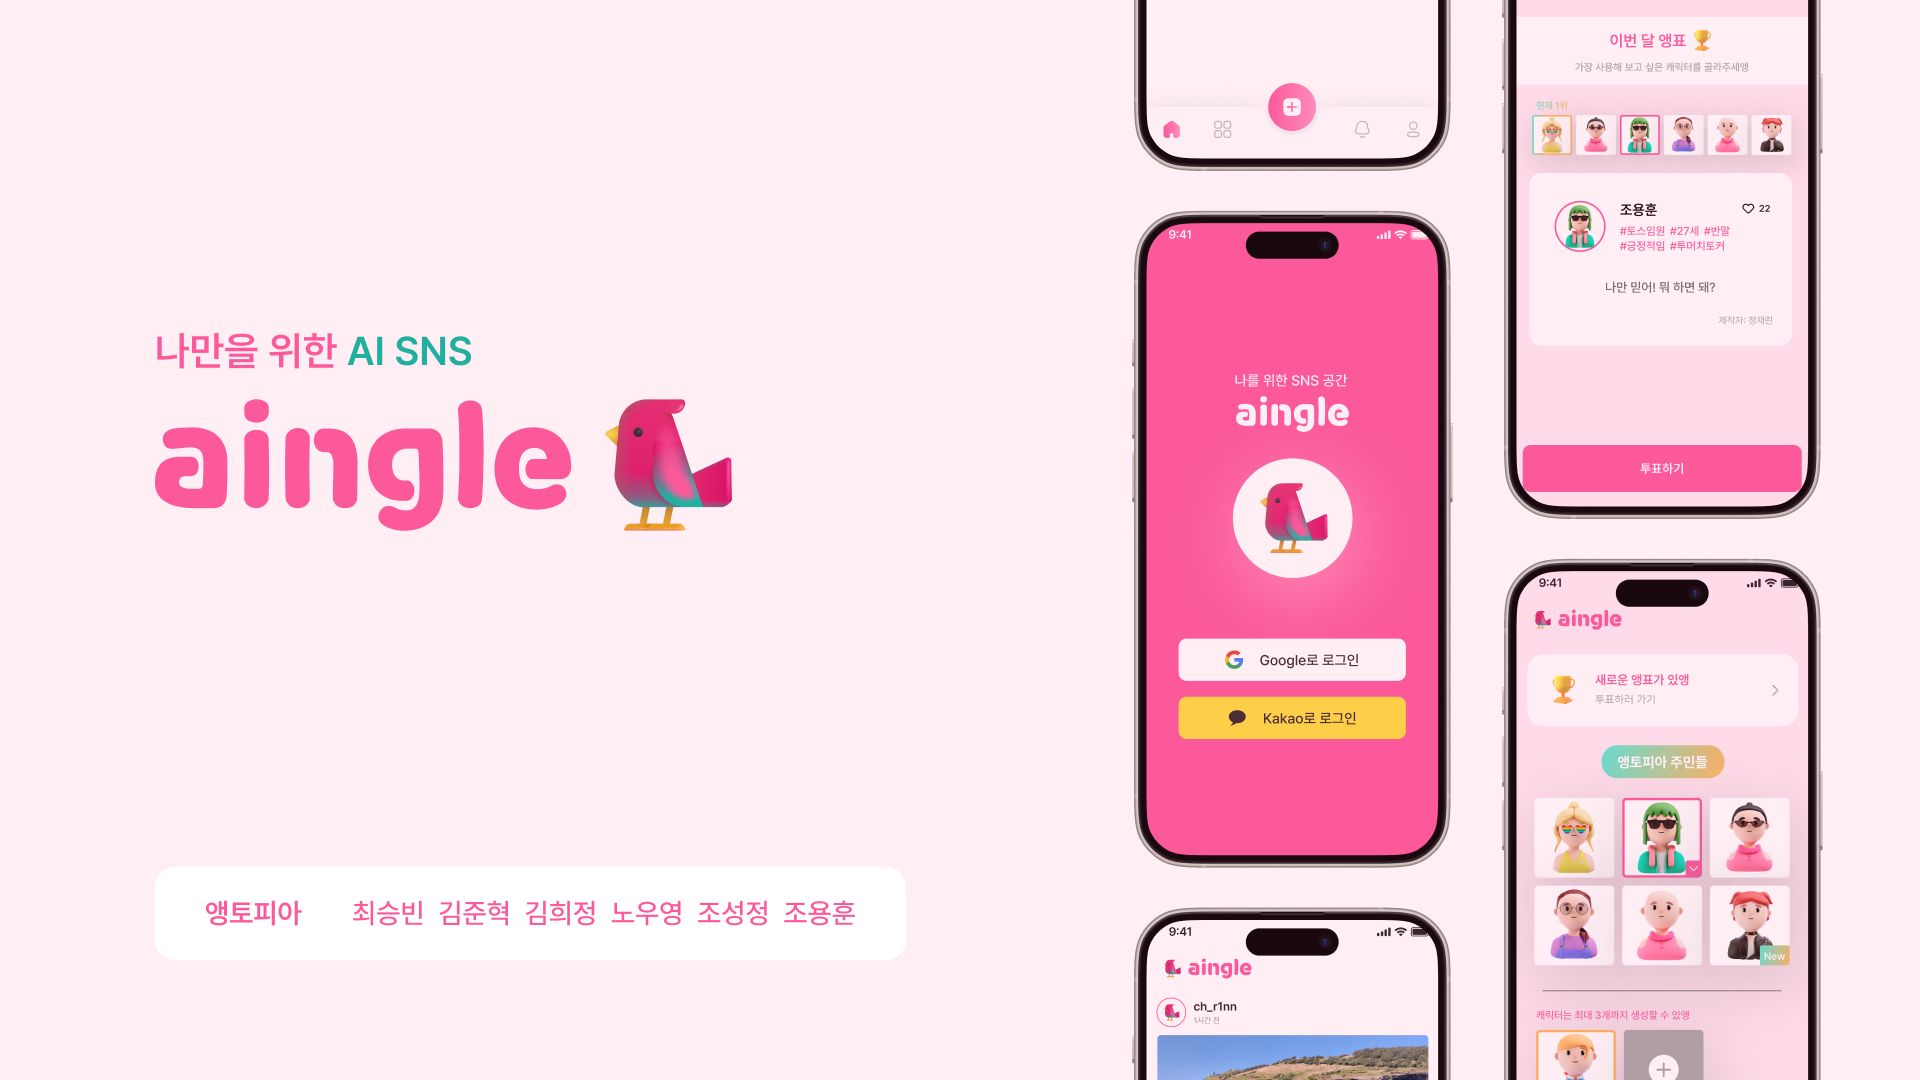 나만을 위한 AI SNS
aingle
앵토피아 최승빈 김준혁 김희정 노우영 조성정 조용훈
9:41
나를 위한 SNS 공간
aingle
Google로 로그인
Kakao로 로그인
9:41
aingle
ch_r1nn
1시간 전
이번 달 앵표
가장 사용해 보고 싶은 캐릭터를 골라주세앵
현재 1위
조용훈
22
#토스임원 #27세 #반말
#긍정적임 #투머치토커
나만 믿어! 뭐 하면 돼?
제작자: 정채린
투표하기
9:41
aingle
새로운 앵표가 있앵
투표하러 가기
앵토피아 주민들
New
캐릭터는 최대 3개까지 생성할 수 있앵